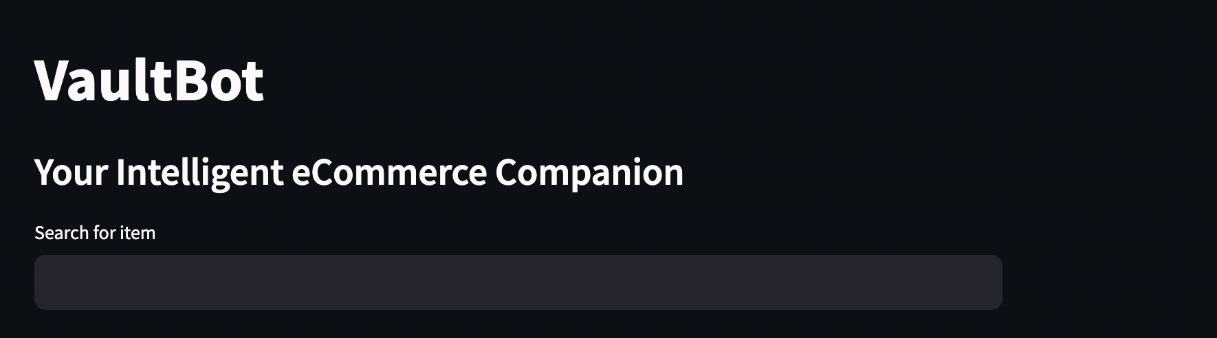 VaultBot
Your Intelligent eCommerce Companion
Search for item